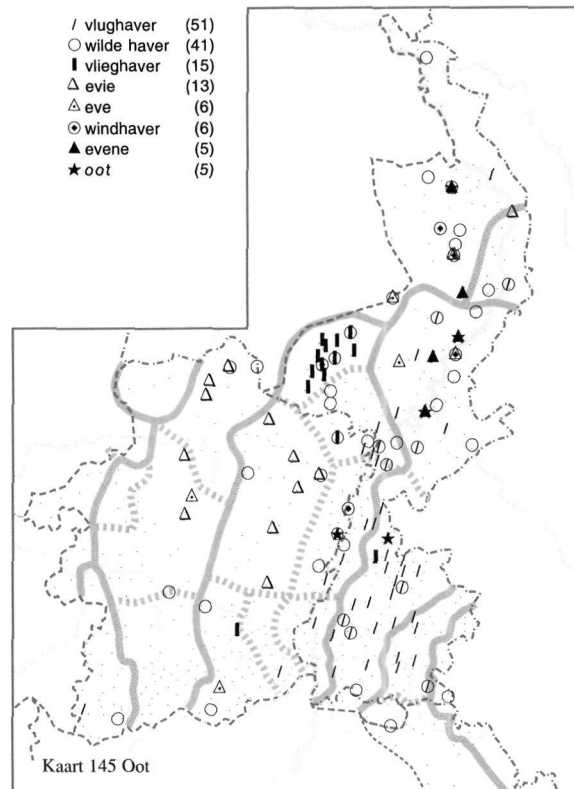 vlughaver (51)
wilde haver (41)
vlieghaver (15)
evie (13)
eve (6)
windhaver (6)
evene (5)
oot (5)
Kaart 145 Oot